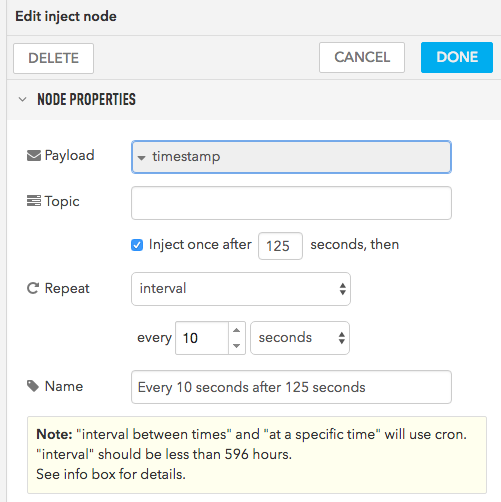 Edit inject node
DELETE CANCEL DONE
NODE PROPERTIES
Payload timestamp
Topic
Inject once after 125 seconds, then
Repeat interval
every 10 seconds
Name Every 10 seconds after 125 seconds
Note: "interval between times" and "at a specific time" will use cron.
"interval" should be less than 596 hours.
See info box for details.